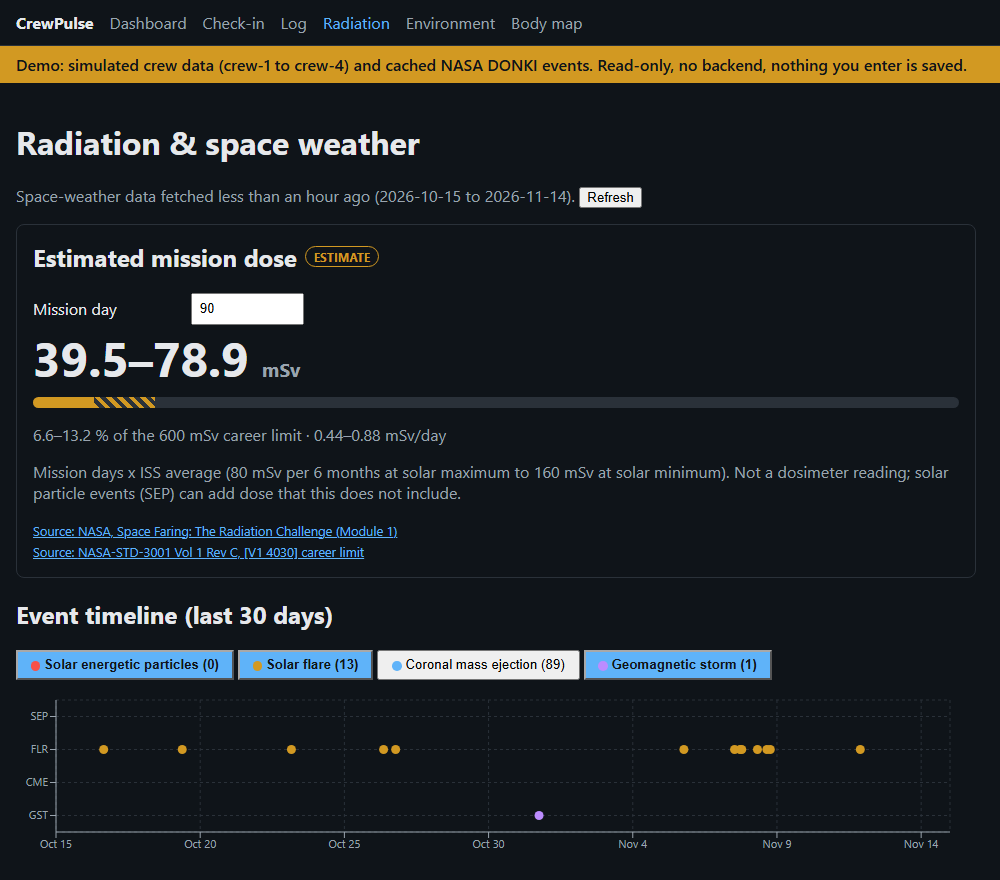 CrewPulse Dashboard Check-in Log Radiation Environment Body map
Demo: simulated crew data (crew-1 to crew-4) and cached NASA DONKI events. Read-only, no backend, nothing you enter is saved.
Radiation & space weather
Space-weather data fetched less than an hour ago (2026-10-15 to 2026-11-14). Refresh
Estimated mission dose ESTIMATE
Mission day 90
39.5–78.9 mSv
6.6–13.2 % of the 600 mSv career limit · 0.44–0.88 mSv/day
Mission days x ISS average (80 mSv per 6 months at solar maximum to 160 mSv at solar minimum). Not a dosimeter reading; solar
particle events (SEP) can add dose that this does not include.
Source: NASA, Space Faring: The Radiation Challenge (Module 1)
Source: NASA-STD-3001 Vol 1 Rev C, [V1 4030] career limit
Event timeline (last 30 days)
Solar energetic particles (0) Solar flare (13) Coronal mass ejection (89) Geomagnetic storm (1)
SEP
FLR
CME
GST
Oct 15 Oct 20 Oct 25 Oct 30 Nov 4 Nov 9 Nov 14